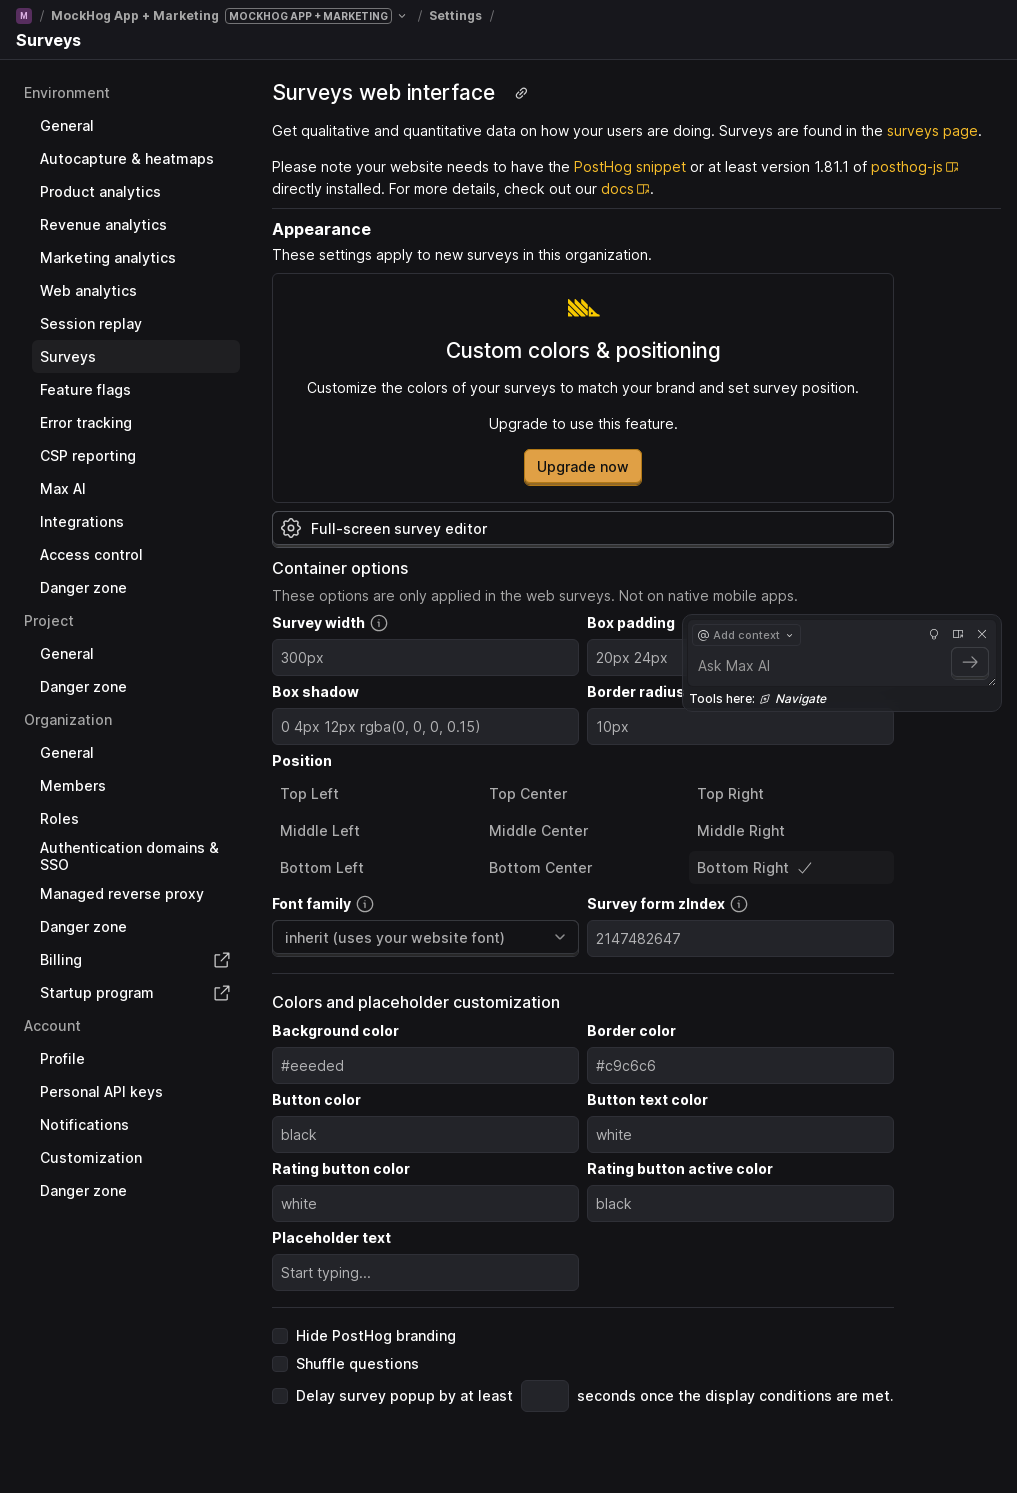 M / MockHog App + Marketing MOCKHOG APP + MARKETING / Settings /
Surveys
Environment
General
Autocapture & heatmaps
Product analytics
Revenue analytics
Marketing analytics
Web analytics
Session replay
Surveys
Feature flags
Error tracking
CSP reporting
Max AI
Integrations
Access control
Danger zone
Project
General
Danger zone
Organization
General
Members
Roles
Authentication domains &
SSO
Managed reverse proxy
Danger zone
Billing
Startup program
Account
Profile
Personal API keys
Notifications
Customization
Danger zone
Surveys web interface
Get qualitative and quantitative data on how your users are doing. Surveys are found in the surveys page.
Please note your website needs to have the PostHog snippet or at least version 1.81.1 of posthog-js
directly installed. For more details, check out our docs.
Appearance
These settings apply to new surveys in this organization.
Custom colors & positioning
Customize the colors of your surveys to match your brand and set survey position.
Upgrade to use this feature.
Upgrade now
Full-screen survey editor
Container options
These options are only applied in the web surveys. Not on native mobile apps.
Survey width
Box padding
300px
20px 24px
Box shadow
Border radius
0 4px 12px rgba(0, 0, 0, 0.15)
10px
@ Add context
Ask Max AI
Tools here: Navigate
Position
Top Left
Top Center
Top Right
Middle Left
Middle Center
Middle Right
Bottom Left
Bottom Center
Bottom Right
Font family
Survey form zIndex
inherit (uses your website font)
2147482647
Colors and placeholder customization
Background color
Border color
#eeeded
#c9c6c6
Button color
Button text color
black
white
Rating button color
Rating button active color
white
black
Placeholder text
Start typing...
Hide PostHog branding
Shuffle questions
Delay survey popup by at least seconds once the display conditions are met.